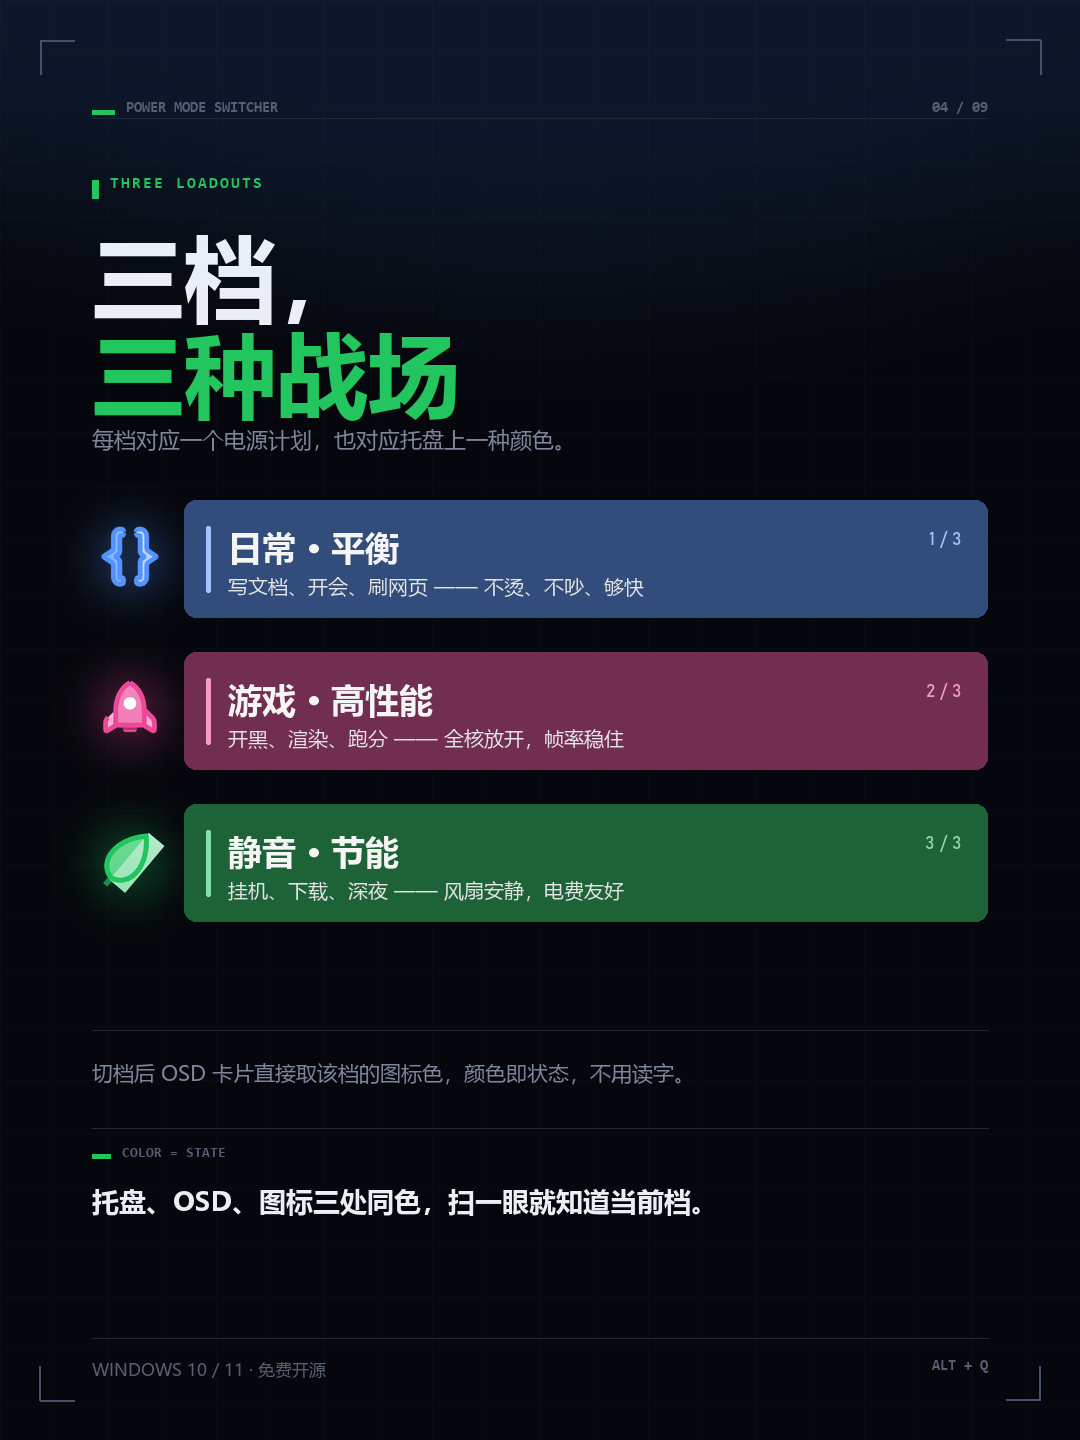 POWER MODE SWITCHER
04 / 09
THREE LOADOUTS
三档，
三种战场
每档对应一个电源计划，也对应托盘上一种颜色。
日常・平衡
1 / 3
写文档、开会、刷网页 —— 不烫、不吵、够快
游戏・高性能
2 / 3
开黑、渲染、跑分 —— 全核放开，帧率稳住
静音・节能
3 / 3
挂机、下载、深夜 —— 风扇安静，电费友好
切档后 OSD 卡片直接取该档的图标色，颜色即状态，不用读字。
COLOR = STATE
托盘、OSD、图标三处同色，扫一眼就知道当前档。
WINDOWS 10 / 11 · 免费开源
ALT + Q